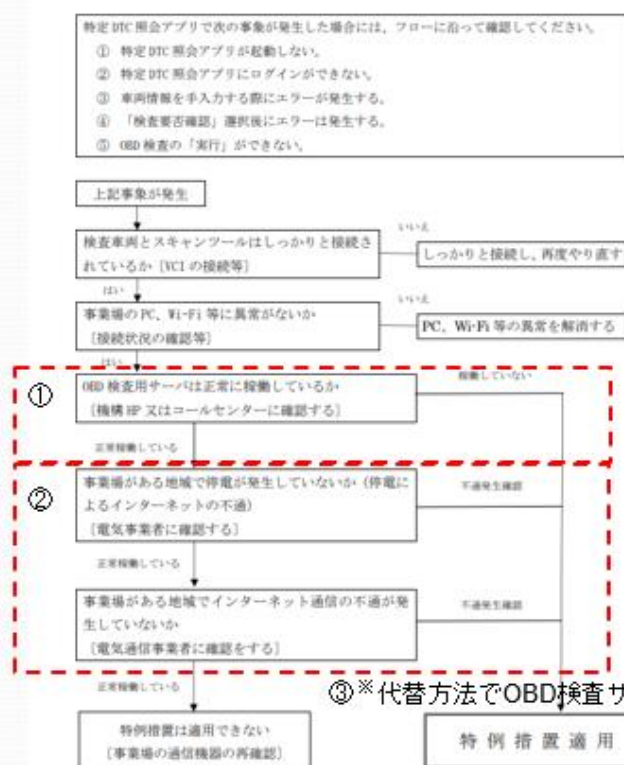 特定DTC照会アプリで次の事象が発生した場合には、フローに沿って確認してください。
① 特定DTC照会アプリが起動しない。
② 特定DTC照会アプリにログインができない。
③ 車両情報を手入力する際にエラーが発生する。
④ 「検査要否確認」選択後にエラーは発生する。
⑤ OBD検査の「実行」ができない。
上記事象が発生
いいえ
検査車両とスキャンツールはしっかりと接続さ
れているか〔VCIの接続等〕
しっかりと接続し、再度やり直す
はい
いいえ
事業場のPC、Wi-Fi等に異常がないか
〔接続状況の確認等〕
PC、Wi-Fi等の異常を解消する
はい
①
OBD検査用サーバは正常に稼働しているか
〔機構HP又はコールセンターに確認する〕
稼働していない
正常稼働している
②
事業場がある地域で停電が発生していないか（停電に
よるインターネットの不通）
〔電気事業者に確認する〕
不通発生確認
正常稼働している
事業場がある地域でインターネット通信の不通が発
生していないか
〔電気通信事業者に確認をする〕
不通発生確認
正常稼働している
③※代替方法でOBD検査サ
特例措置は適用できない
〔事業場の通信機器の再確認〕
特例措置適用